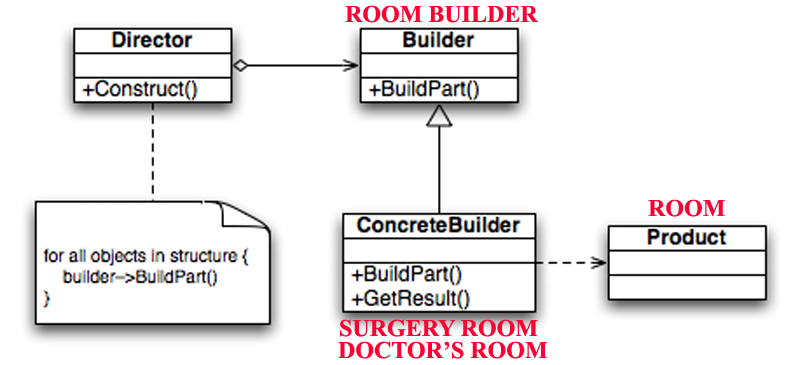 ROOM BUILDER
Director
+Construct()
Builder
+BuildPart()
for all objects in structure {
builder–>BuildPart()
}
ConcreteBuilder
+BuildPart()
+GetResult()
SURGERY ROOM
DOCTOR’S ROOM
ROOM
Product